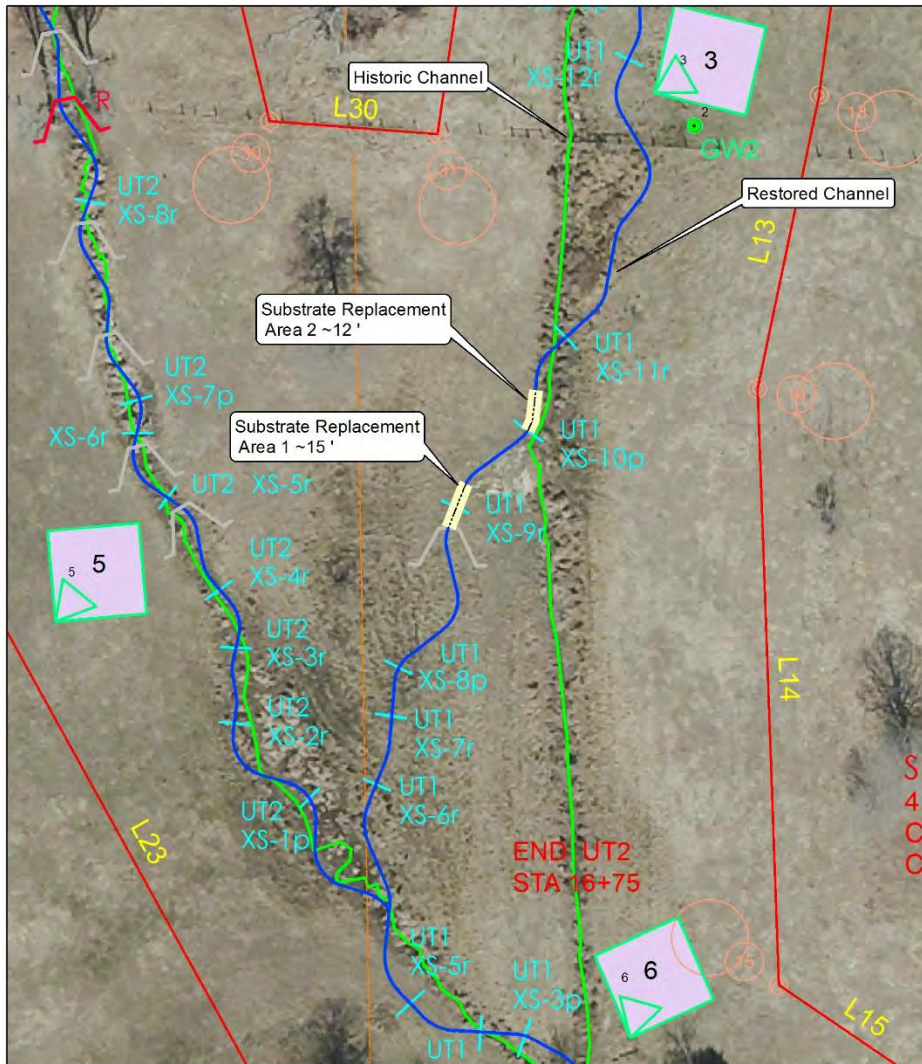 UT1
XS-12r
3
3
2
GW2
Historic Channel
R
L30
13
UT2
XS-8r
Restored Channel
L13
Substrate Replacement
Area 2 ~12 '
UT1
XS-11r
UT2
XS-7p
XS-6r
14
Substrate Replacement
Area 1 ~15 '
UT1
XS-10p
UT2 XS-5r
UT1
XS-9r
5
5
UT2
XS-4r
UT2
XS-3r
UT1
XS-8p
L14
UT2
XS-2r
UT1
XS-7r
S
4
C
C
UT1
XS-6r
UT2
XS-1p
L23
END UT2
STA 16+75
UT1
XS-5r
UT1
XS-3p
6
6
15
L15
UT1